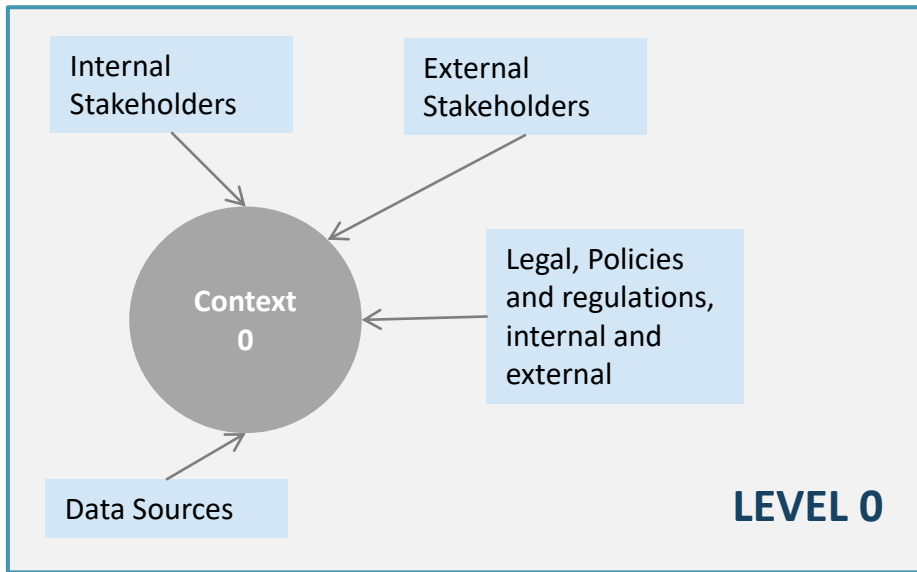 Internal
Stakeholders
External
Stakeholders
Context
0
Legal, Policies
and regulations,
internal and
external
Data Sources
LEVEL 0